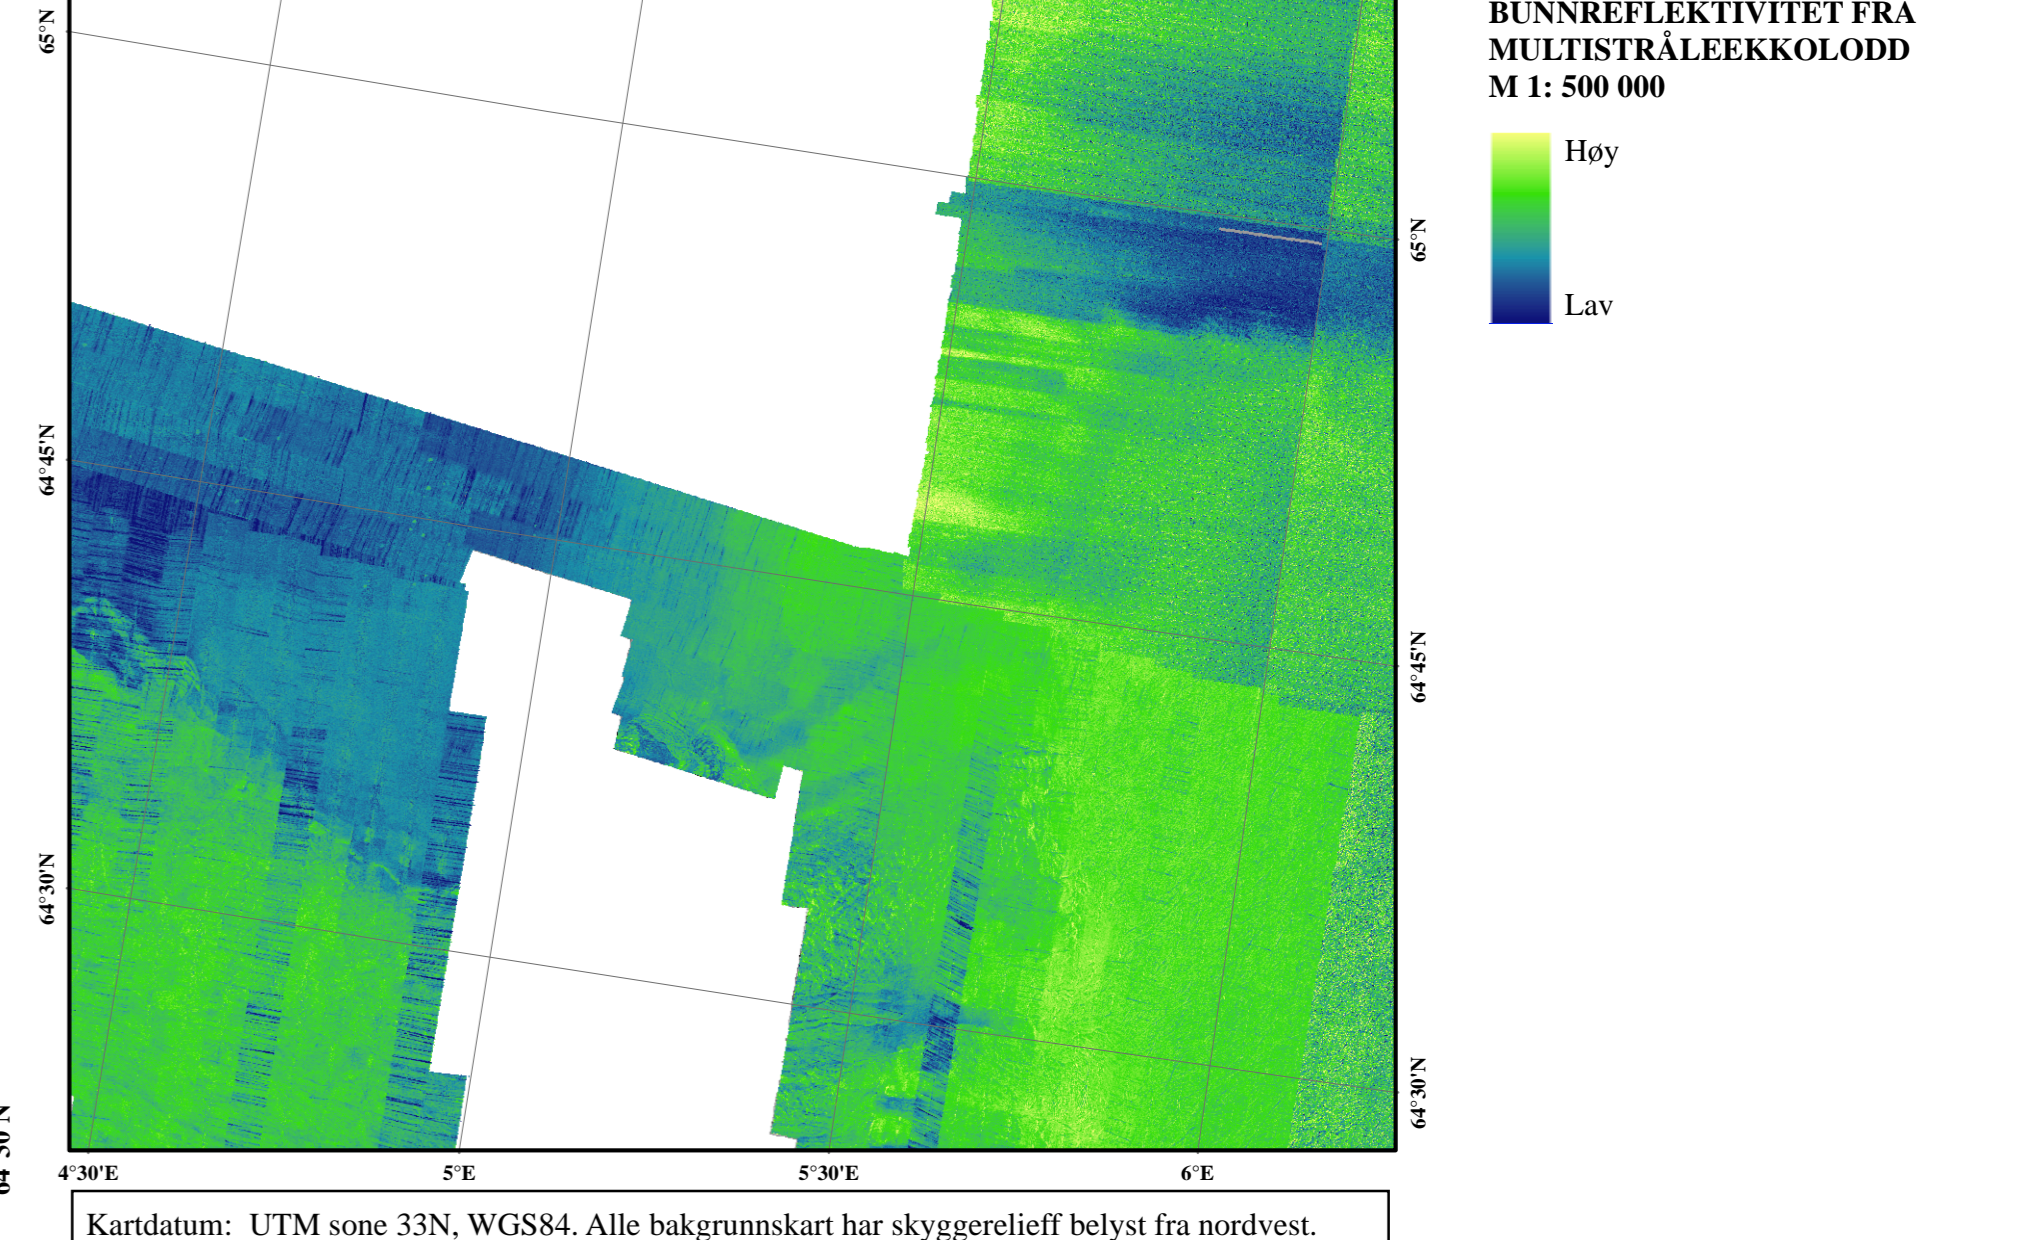 BUNNREFLEKTIVITET FRA
MULTISTRÅLEEKKOLODD
M 1: 500 000
Høy
Lav
65°N
64°45'N
64°30'N
65°N
64°45'N
64°30'N
4°30'E
5°E
5°30'E
6°E
Kartdatum: UTM sone 33N, WGS84. Alle bakgrunnskart har skyggerelieff belyst fra nordvest.